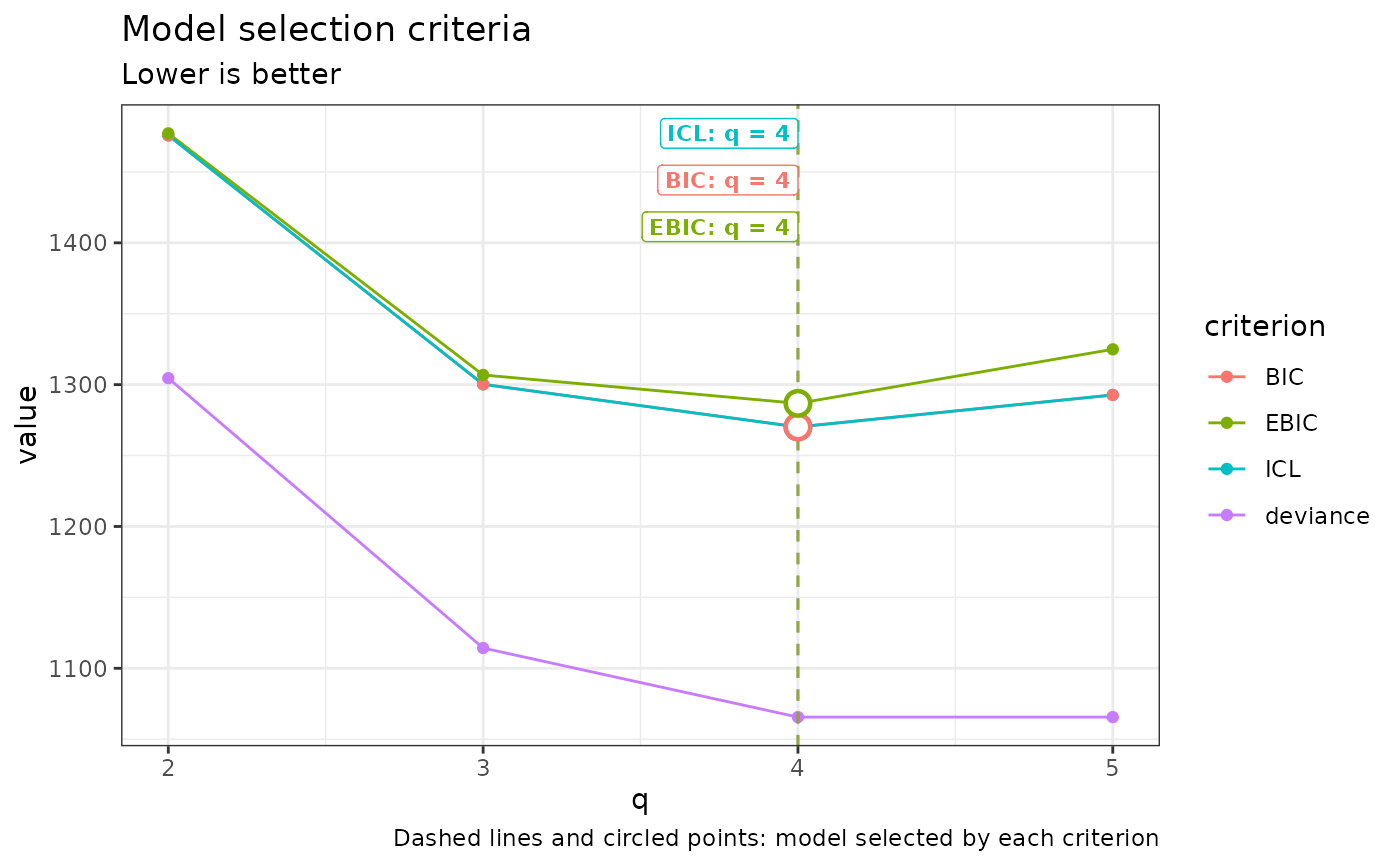 Model selection criteria
Lower is better
ICL: q = 4
BIC: q = 4
EBIC: q = 4
1400
1300
1200
1100
value
2
3
4
5
q
criterion
BIC
EBIC
ICL
deviance
Dashed lines and circled points: model selected by each criterion